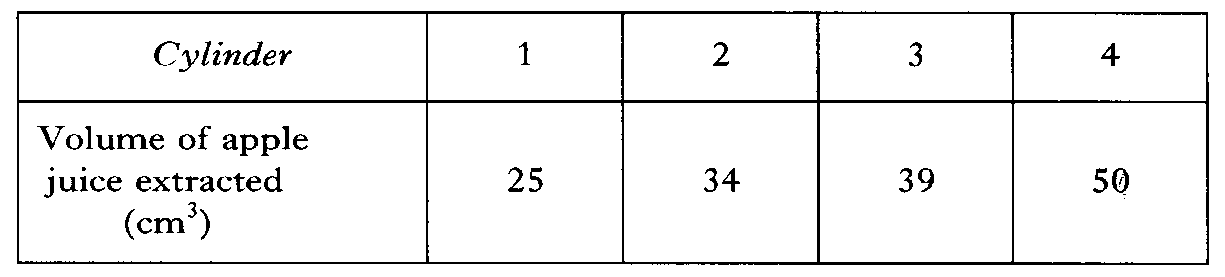 Cylinder 1 2 3 4
Volume of apple
juice extracted 25 34 39 50
(cm³)